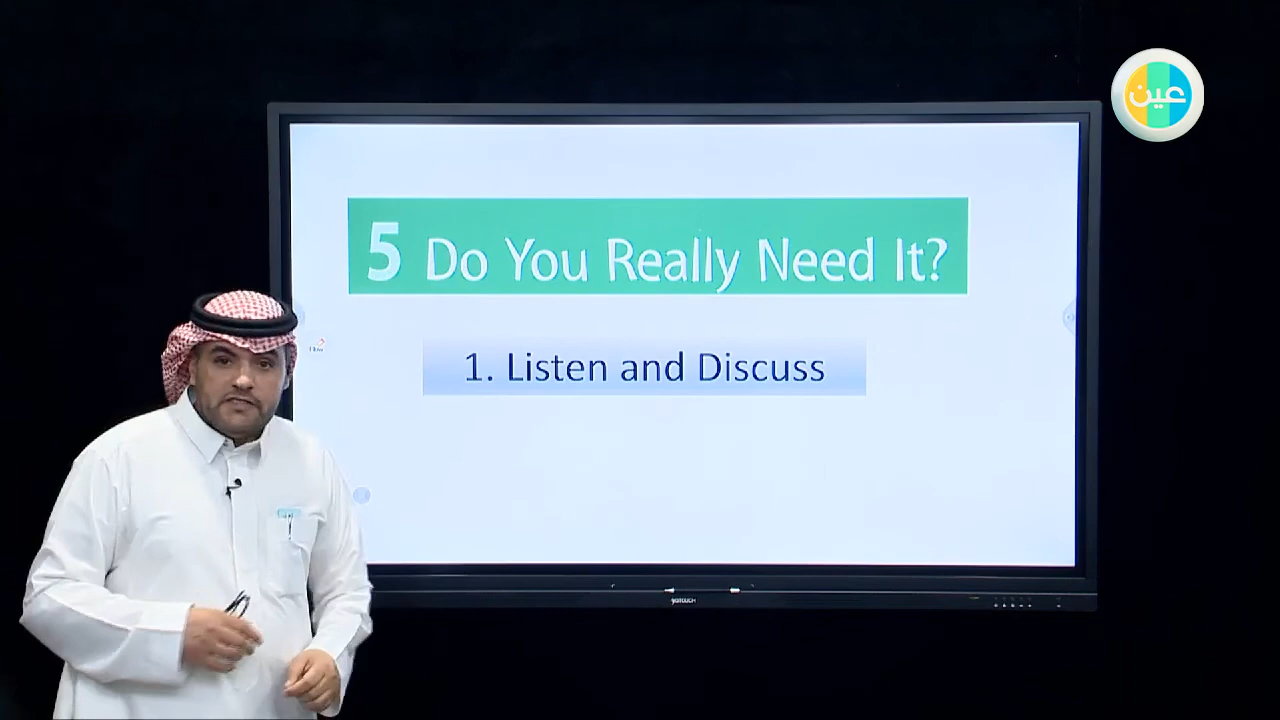 عين
5 Do You Really Need It?
1. Listen and Discuss